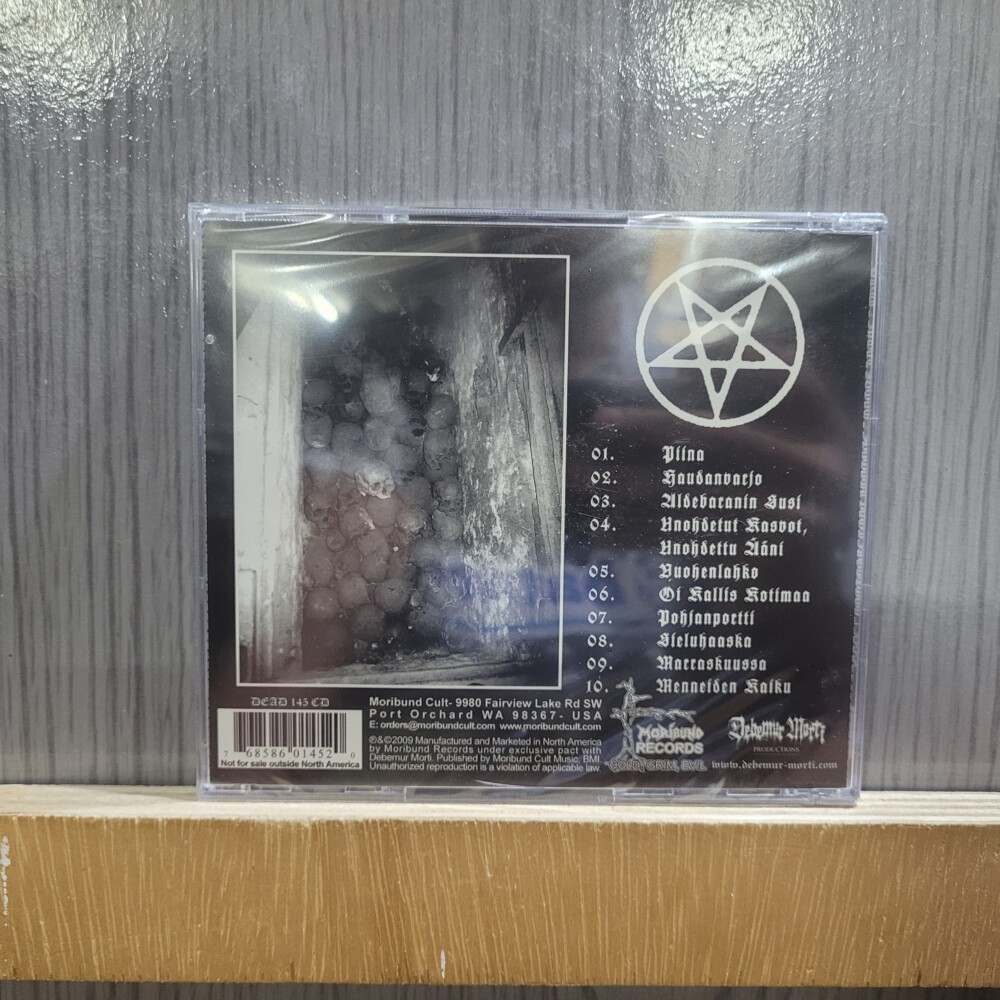 01. Piina
02. Haudanvarjo
03. Aldebaranin Susi
04. Unohdetut Kasvot,
Unohdettu Ääni
05. Vuohenlahko
06. Oi Kallis Kotimaa
07. Pohjanportti
08. Sieluhaaska
09. Marraskuussa
10. Menneiden Kaiku
DEAD 145 CD
7 68586 01452 0
Not for sale outside North America
Moribund Cult- 9980 Fairview Lake Rd SW
Port Orchard WA 98367- USA
E: orders@moribundcult.com www.moribundcult.com
℗&©2009 Manufactured and Marketed in North America
by Moribund Records under exclusive pact with
Debemur Morti. Published by Moribund Cult Music, BMI.
Unauthorized reproduction is a violation of applicable law.
MORIBUND
RECORDS
COLD, GRIM, EVIL
Debemur Morti
PRODUCTIONS
www.debemur-morti.com